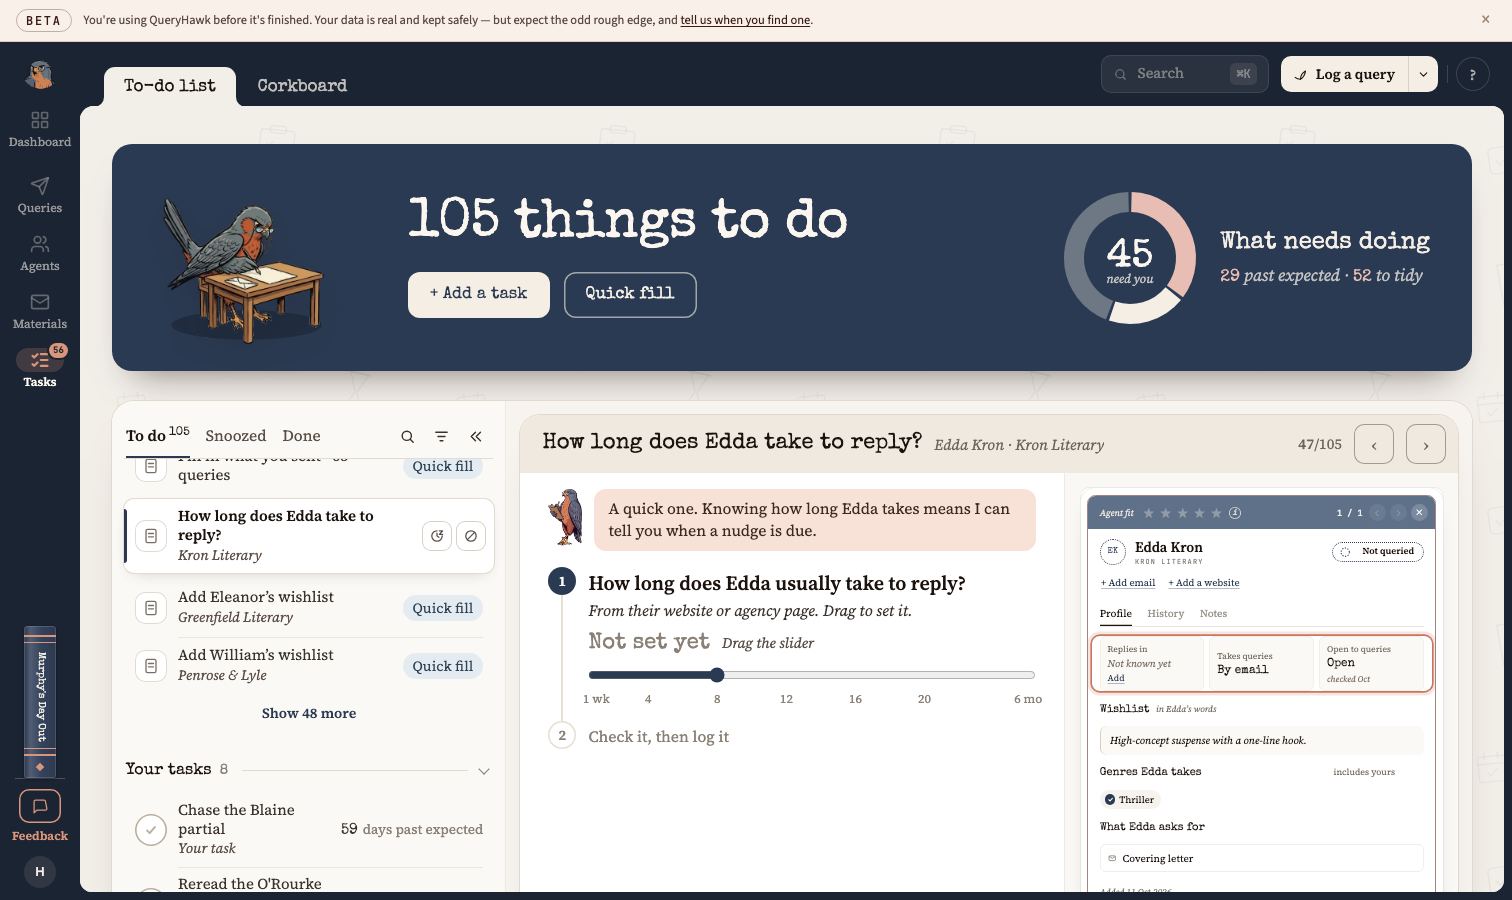 BETA
You're using QueryHawk before it's finished. Your data is real and kept safely — but expect the odd rough edge, and tell us when you find one.
×
To-do list
Corkboard
Search
⌘K
Log a query
?
Dashboard
Queries
Agents
Materials
56
Tasks
Murphy's Day Out
Feedback
H
105 things to do
+ Add a task
Quick fill
45
need you
What needs doing
29 past expected · 52 to tidy
To do 105
Snoozed
Done
queries
Quick fill
How long does Edda take to
reply?
Kron Literary
Add Eleanor's wishlist
Greenfield Literary
Quick fill
Add William's wishlist
Penrose & Lyle
Quick fill
Show 48 more
Your tasks 8
Chase the Blaine
partial
Your task
59 days past expected
Reread the O'Rourke
How long does Edda take to reply?
Edda Kron · Kron Literary
47/105
A quick one. Knowing how long Edda takes means I can
tell you when a nudge is due.
1
How long does Edda usually take to reply?
From their website or agency page. Drag to set it.
Not set yet
Drag the slider
1 wk 4 8 12 16 20 6 mo
2
Check it, then log it
Agent fit
1 / 1
EK
Edda Kron
KRON LITERARY
Not queried
+ Add email
+ Add a website
Profile
History
Notes
Replies in
Not known yet
Add
Takes queries
By email
Open to queries
Open
checked Oct
Wishlist in Edda's words
High-concept suspense with a one-line hook.
Genres Edda takes
includes yours
Thriller
What Edda asks for
Covering letter
Added 11 Oct 2026